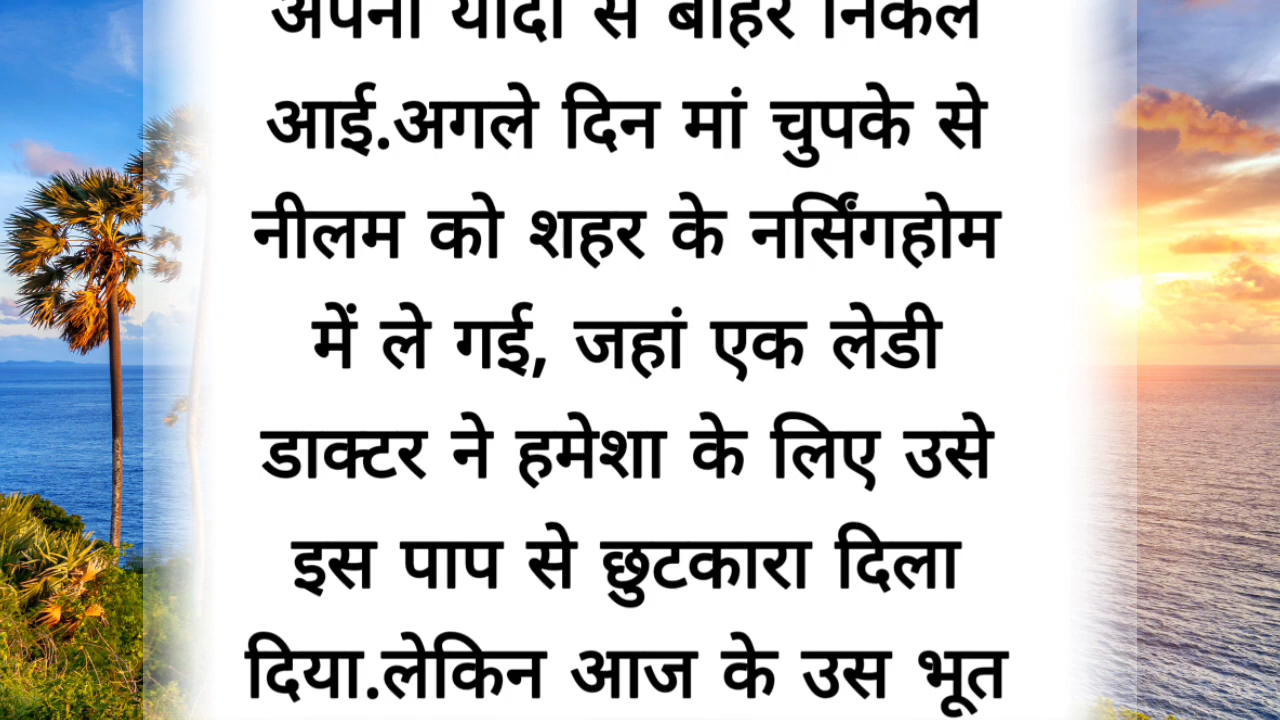 अपनी यादों से बाहर निकल
आई.अगले दिन मां चुपके से
नीलम को शहर के नर्सिंगहोम
में ले गई, जहां एक लेडी
डाक्टर ने हमेशा के लिए उसे
इस पाप से छुटकारा दिला
दिया.लेकिन आज के उस भूत